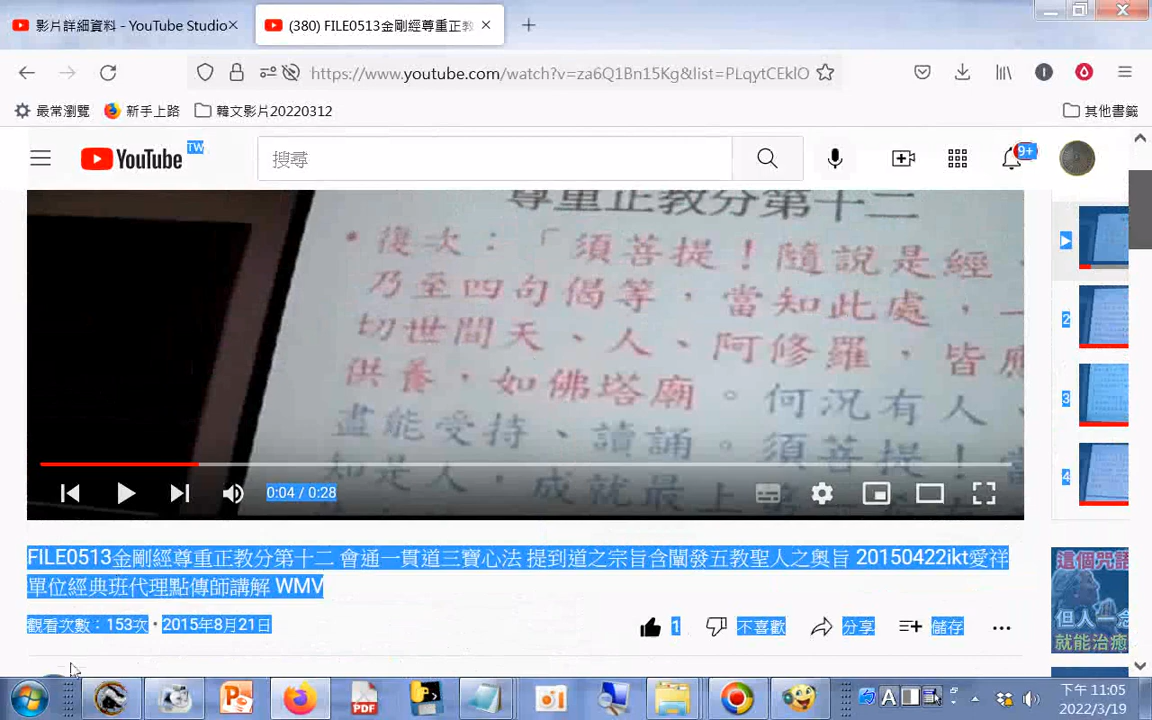 影片詳細資料 - YouTube Studio
(380) FILE0513金剛經尊重正教
https://www.youtube.com/watch?v=za6Q1Bn15Kg&list=PLqytCEklO
最常瀏覽 新手上路 韓文影片20220312 其他書籤
YouTube TW 搜尋 9+
尊重正教分第十二
• 復次：「須菩提！隨說是經，
乃至四句偈等，當知此處，一
切世間天、人、阿修羅，皆應
供養，如佛塔廟。何況有人、
盡能受持、讀誦。須菩提！當
知是人，成就最上
2
3
4
0:04 / 0:28
FILE0513金剛經尊重正教分第十二 會通一貫道三寶心法 提到道之宗旨含闡發五教聖人之奧旨 20150422ikt愛祥
單位經典班代理點傳師講解 WMV
觀看次數：153次 • 2015年8月21日
1 不喜歡 分享 儲存
這個咒語
但人一念
就能治癒
PDF
A
下午 11:05
2022/3/19